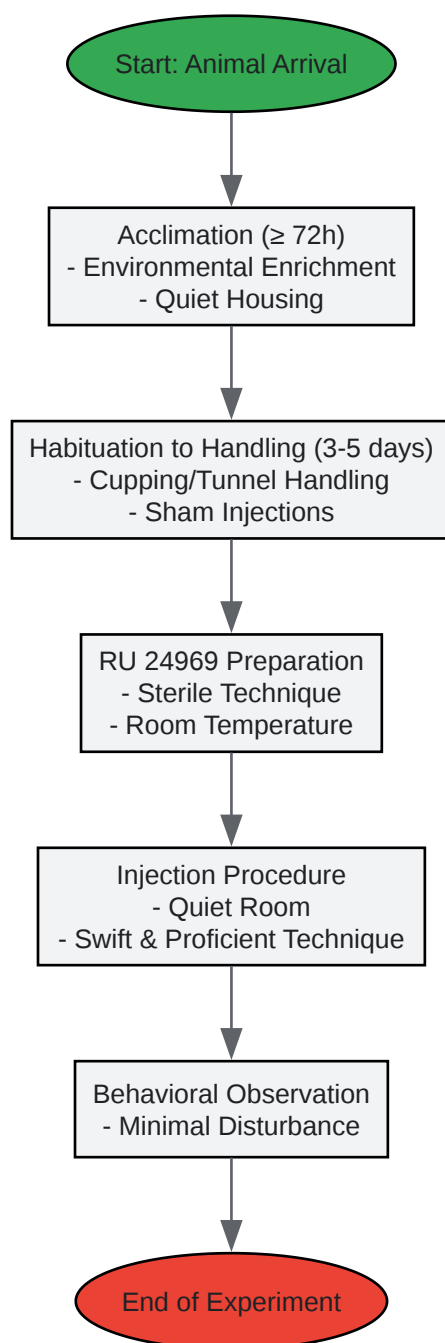 Start: Animal Arrival
Acclimation (≥ 72h)
- Environmental Enrichment
- Quiet Housing
Habituation to Handling (3-5 days)
- Cupping/Tunnel Handling
- Sham Injections
RU 24969 Preparation
- Sterile Technique
- Room Temperature
Injection Procedure
- Quiet Room
- Swift & Proficient Technique
Behavioral Observation
- Minimal Disturbance
End of Experiment